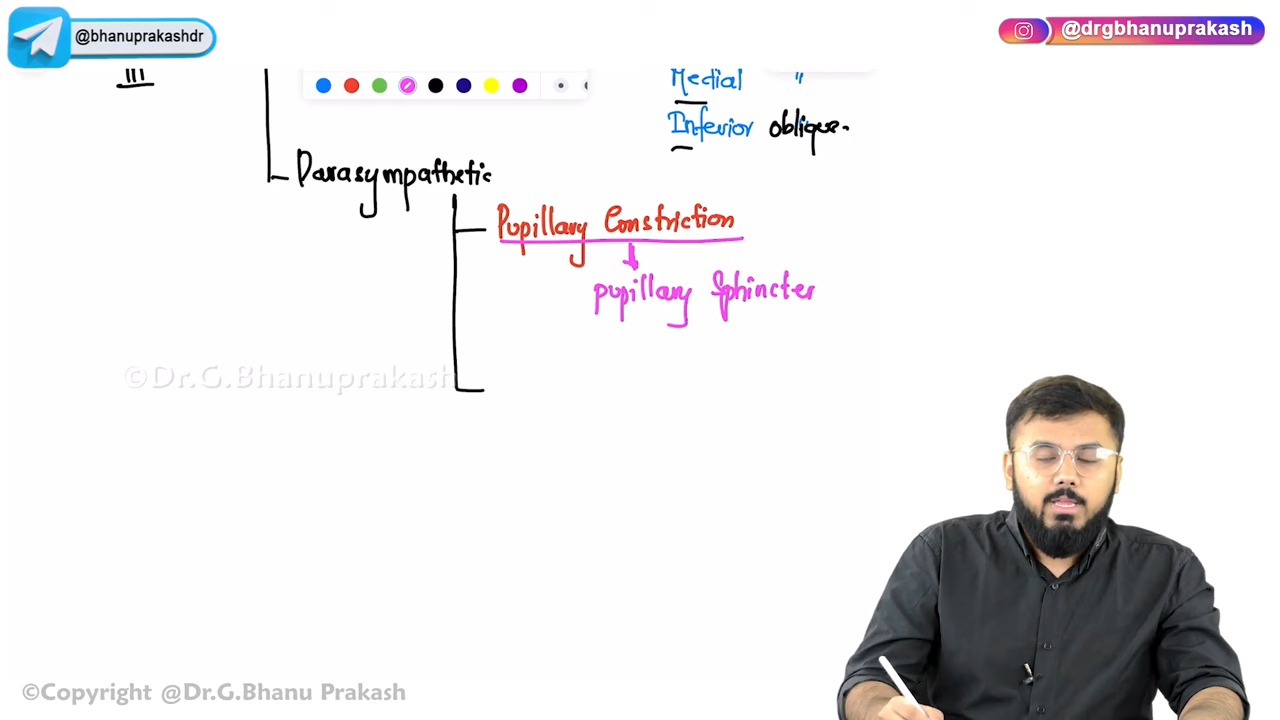 @bhanuprakashdr
@drgbhanuprakash
III
Medial "
Inferior oblique.
Parasympathetic
Pupillary Constriction
pupillary Sphincter
©Dr.G.Bhanuprakash
©Copyright @Dr.G.Bhanu Prakash